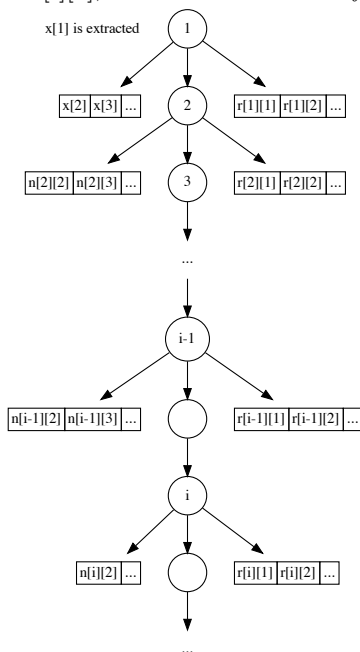 x[1] is extracted 1
x[2] x[3] ... 2 r[1][1] r[1][2] ...
n[2][2] n[2][3] ... 3 r[2][1] r[2][2] ...
...
i-1
n[i-1][2] n[i-1][3] ... r[i-1][1] r[i-1][2] ...
i
n[i][2] ... r[i][1] r[i][2] ...
...